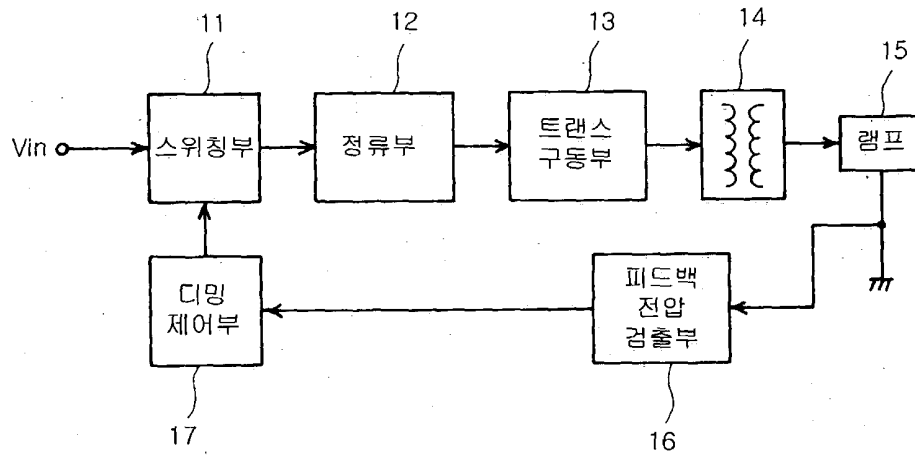 11
12
13
14
15
Vin
스위칭부
정류부
트랜스
구동부
램프
디밍
제어부
피드백
전압
검출부
17
16